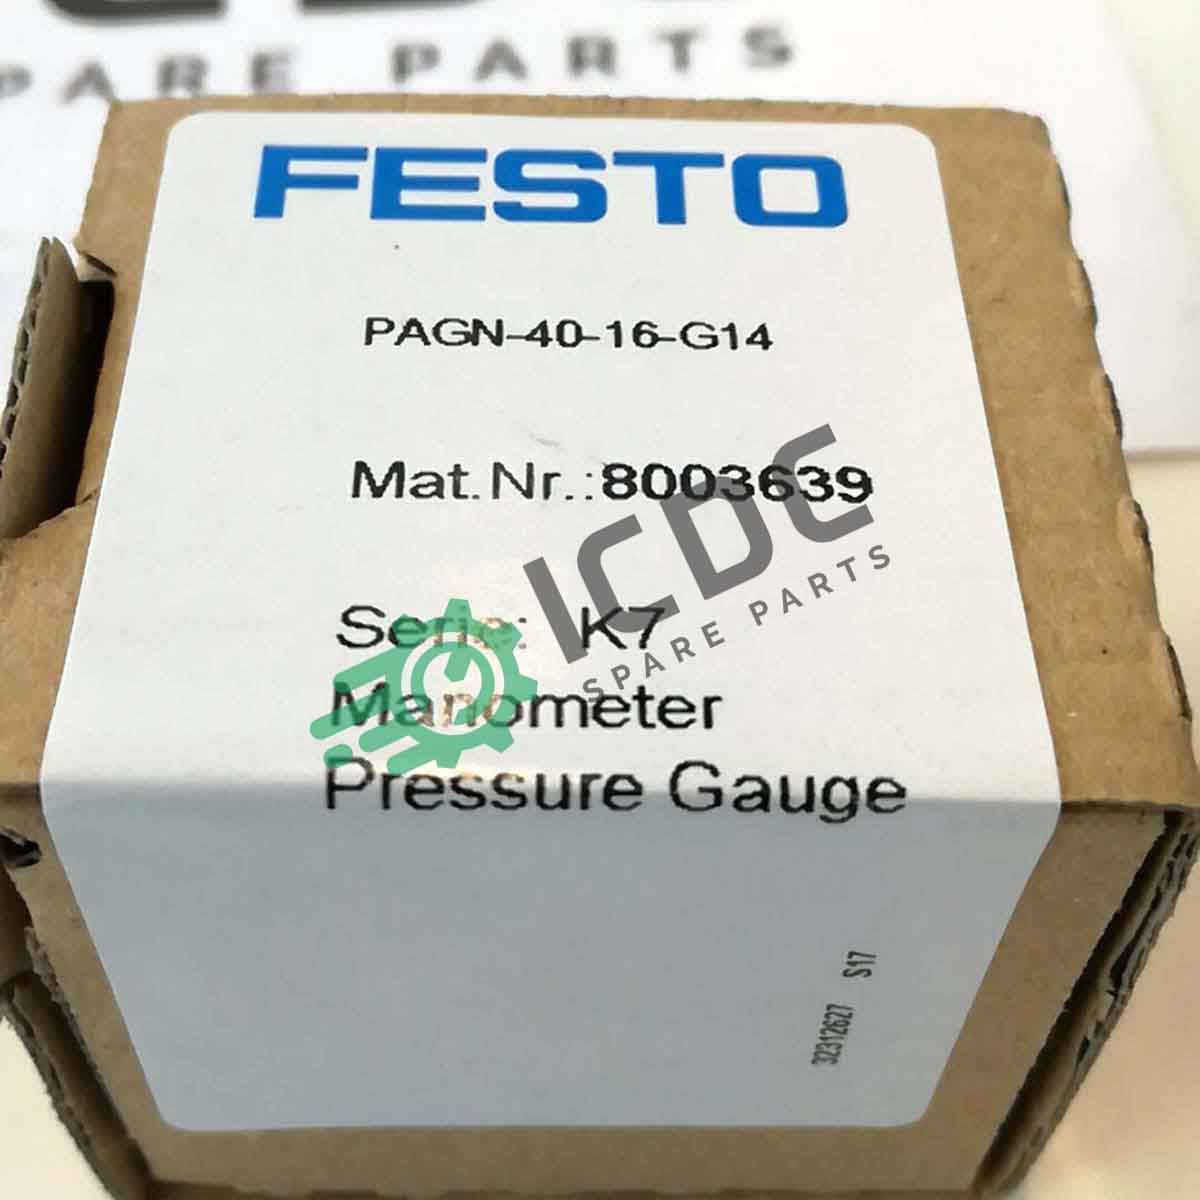 PARE PARTS
FESTO
PAGN-40-16-G14
Mat.Nr.:8003639
Serie: K7
Manometer
Pressure Gauge
ICDC
SPARE PARTS
32312627 S17